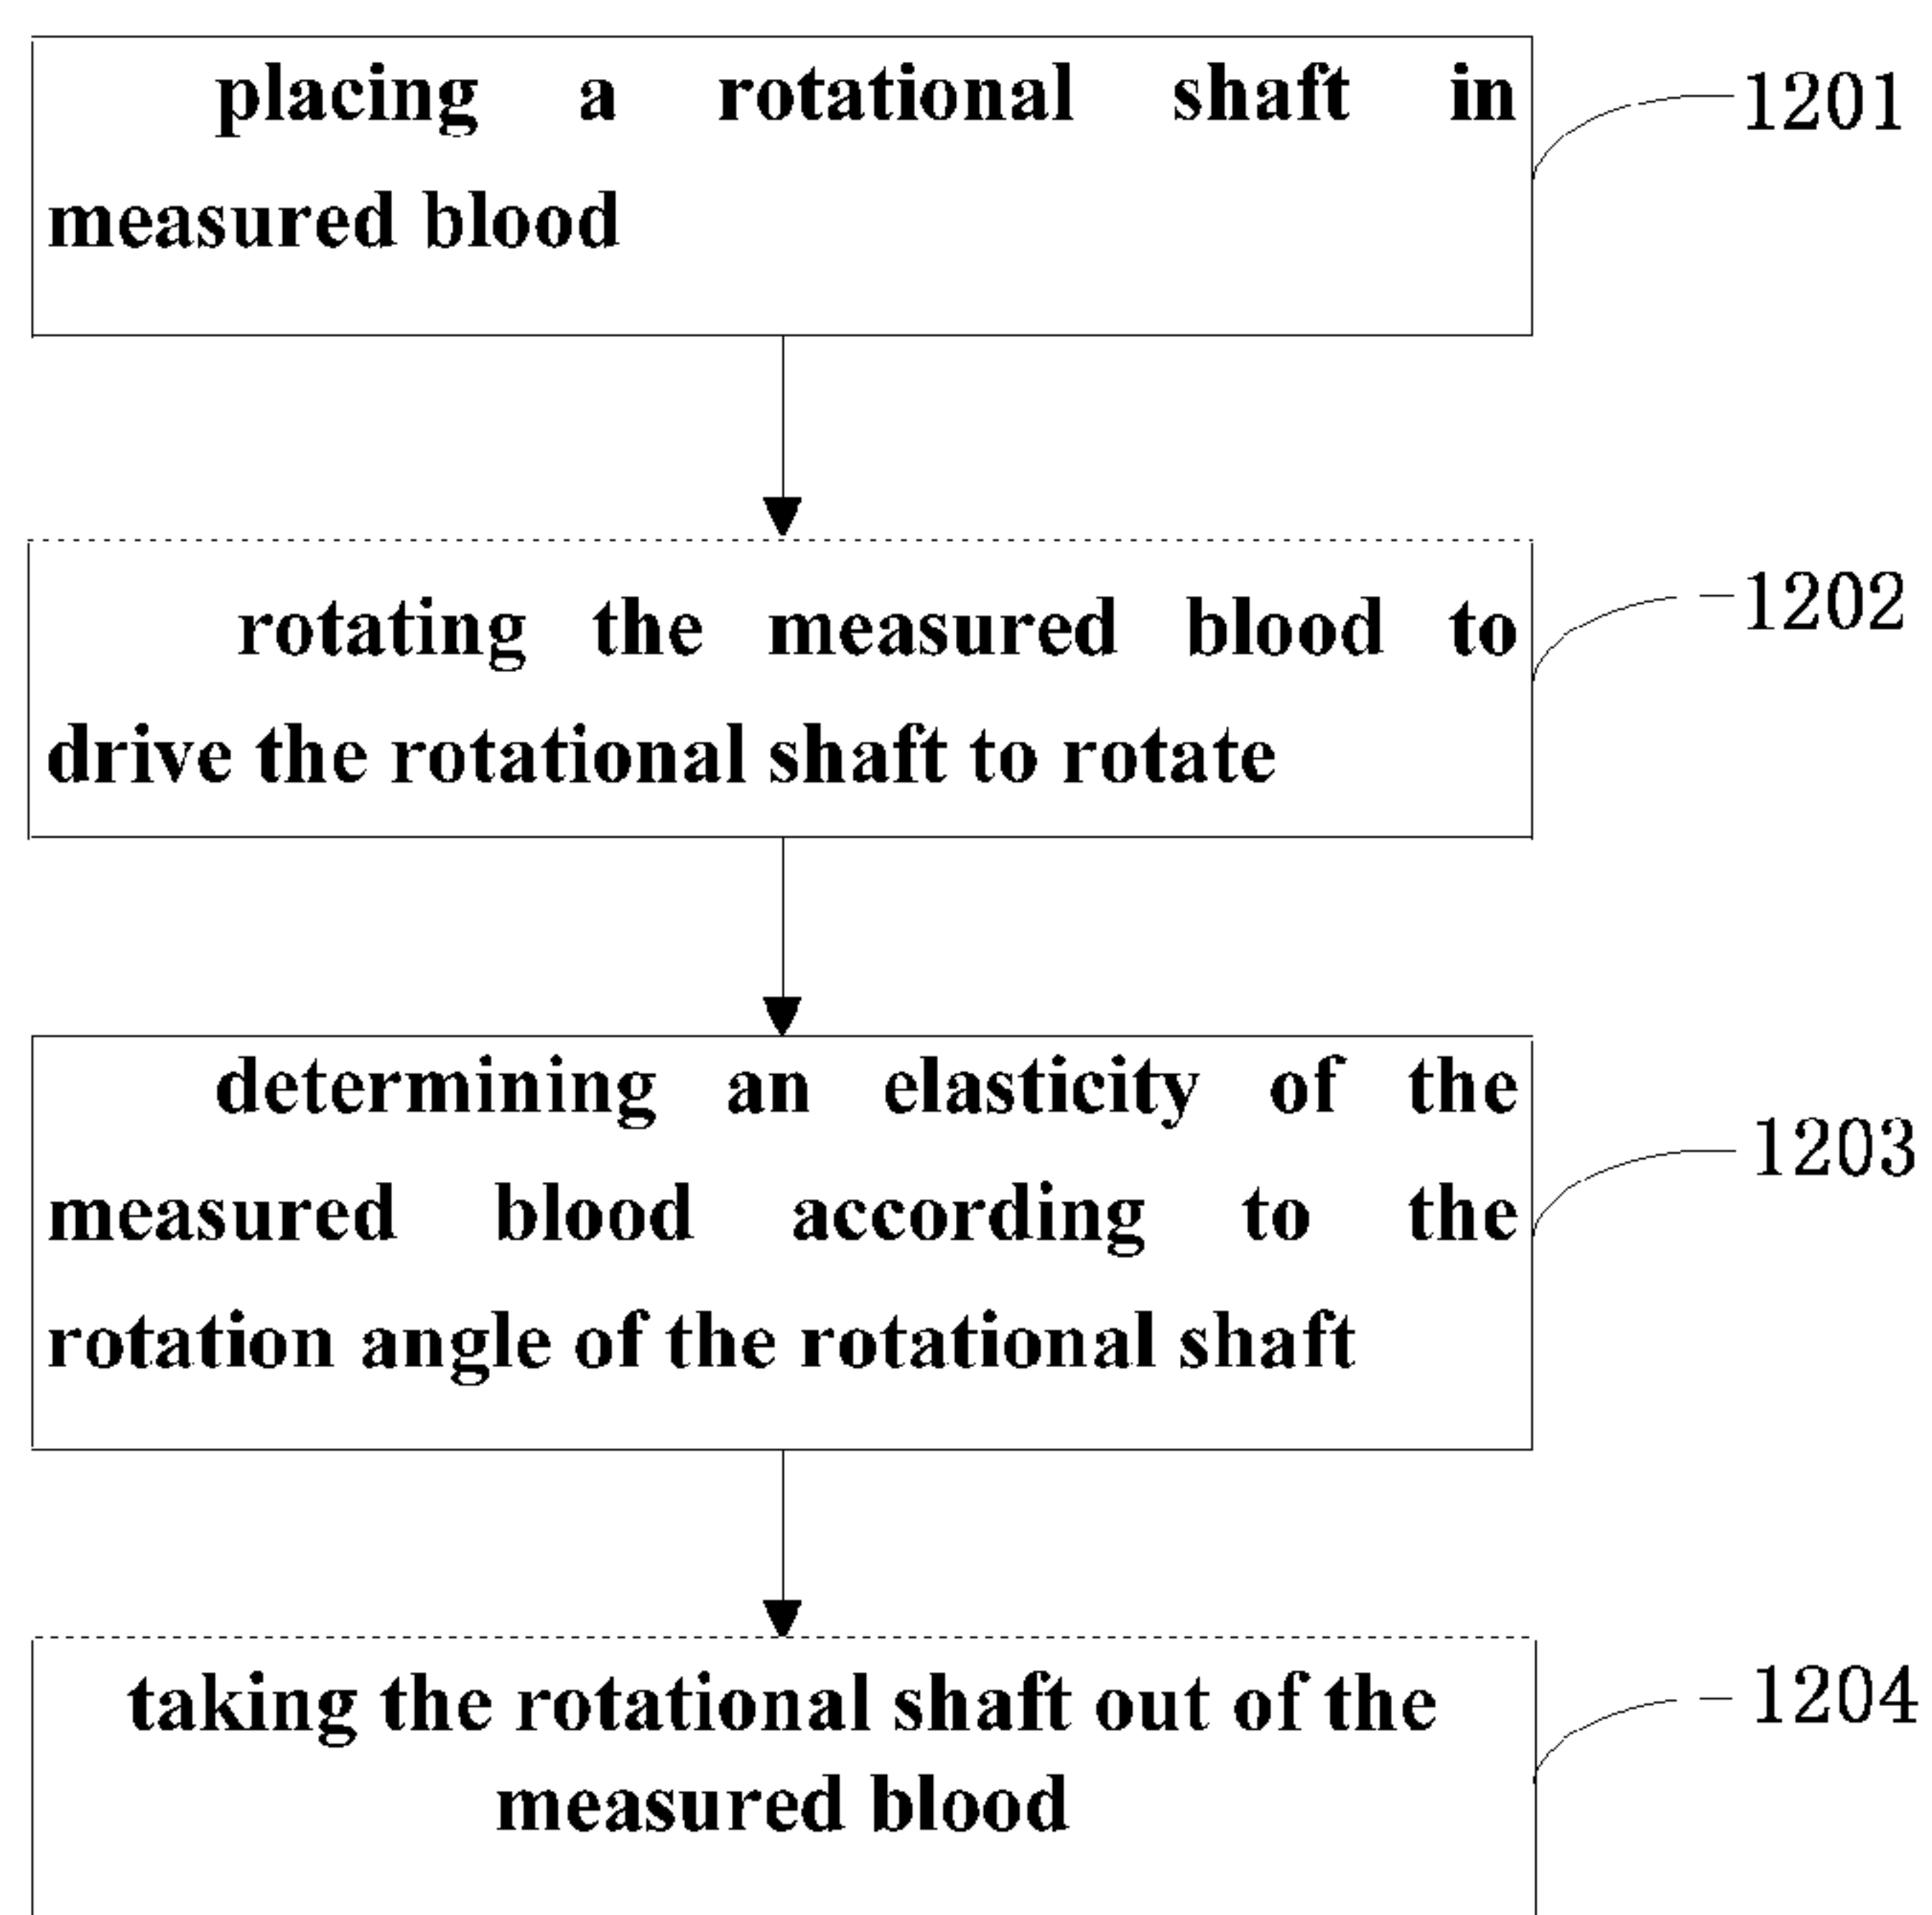 placing a rotational shaft in
measured blood
1201
rotating the measured blood to
drive the rotational shaft to rotate
1202
determining an elasticity of the
measured blood according to the
rotation angle of the rotational shaft
1203
taking the rotational shaft out of the
measured blood
1204